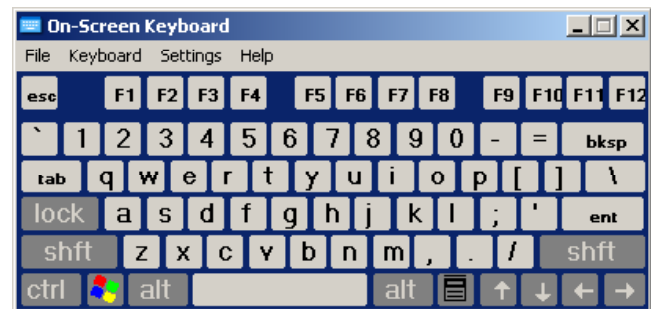 On-Screen Keyboard
File Keyboard Settings Help
esc F1 F2 F3 F4 F5 F6 F7 F8 F9 F10 F11 F12
` 1 2 3 4 5 6 7 8 9 0 - = bksp
tab q w e r t y u i o p [ ] \
lock a s d f g h j k l ; ' ent
shft z x c v b n m , . / shft
ctrl alt alt ↑ ↓ ← →